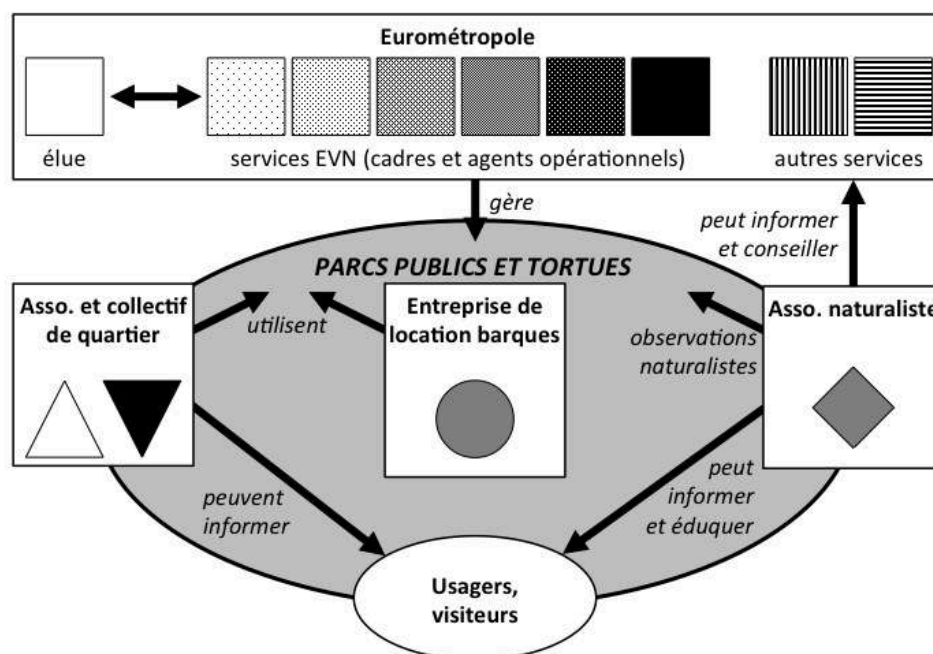 Eurométropole
élue
services EVN (cadres et agents opérationnels)
autres services
gère
peut informer
et conseiller
PARCS PUBLICS ET TORTUES
Asso. et collectif
de quartier
utilisent
Entreprise de
location barques
observations
naturalistes
Asso. naturaliste
peuvent
informer
peut
informer
et éduquer
Usagers,
visiteurs